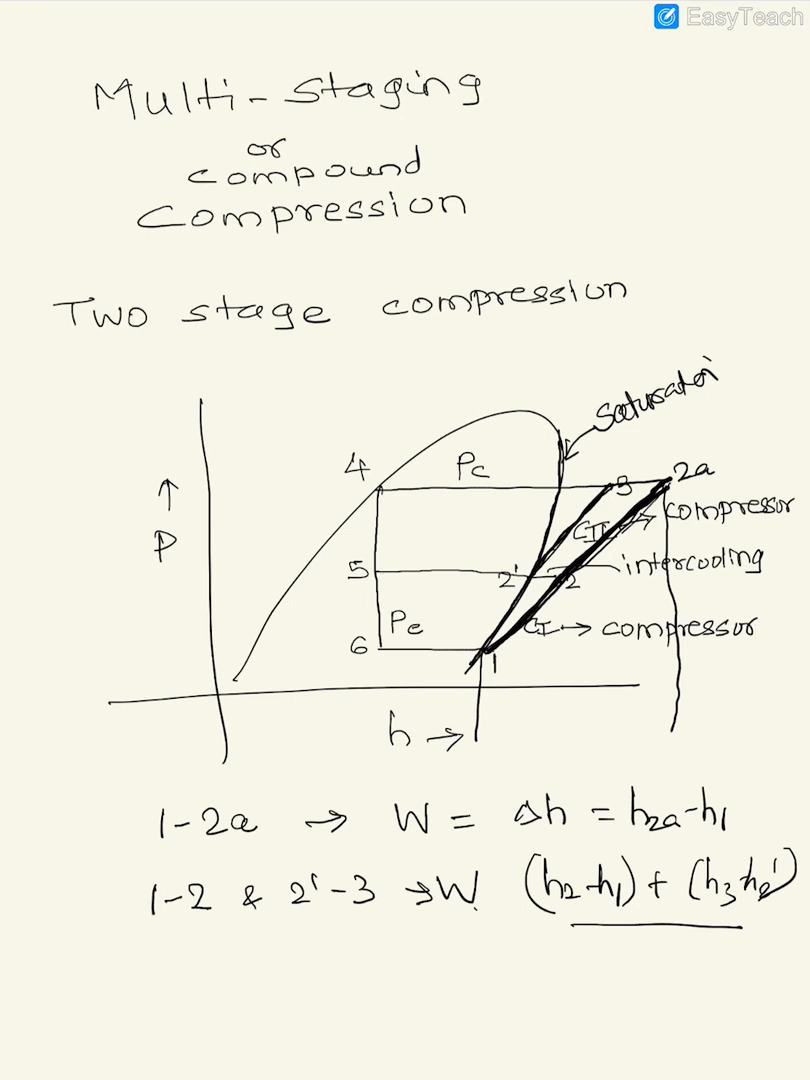 EasyTeach
Multi-staging
or
compound
compression
Two stage compression
saturation
4
Pc
3
2a
↑
P
CII → compressor
5
2'
2
intercooling
Pe
CI → compressor
6
1
h →
1-2a → W = Δh = h2a-h1
1-2 & 2'-3 → W (h2-h1) + (h3-h2')